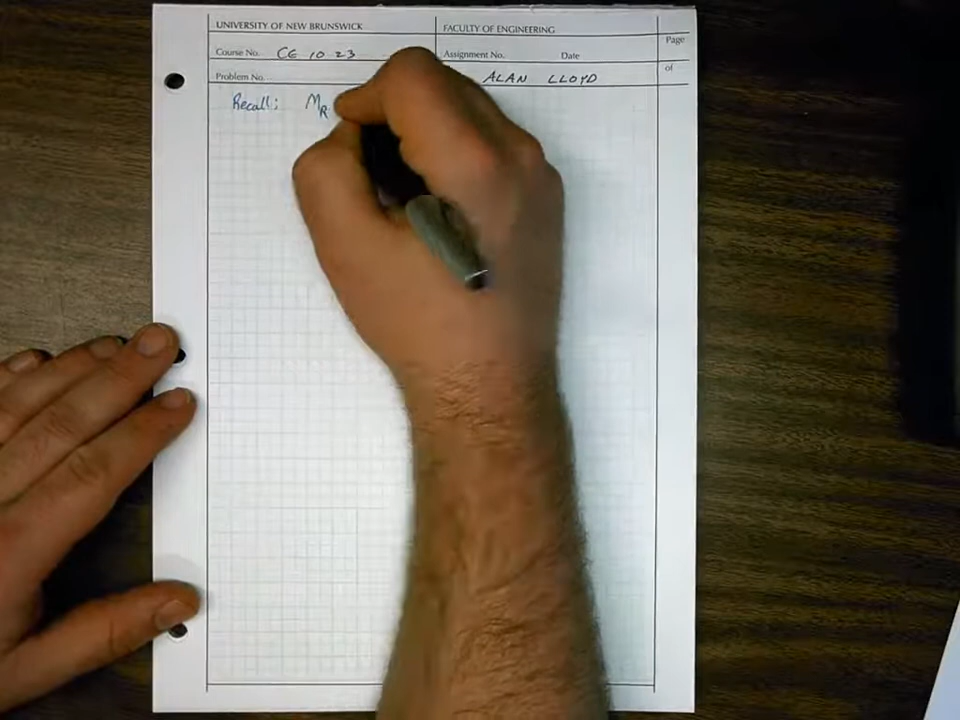 UNIVERSITY OF NEW BRUNSWICK FACULTY OF ENGINEERING Page
Course No. CE 1023 Assignment No. Date
Problem No. ALAN LLOYD of
Recall: MR